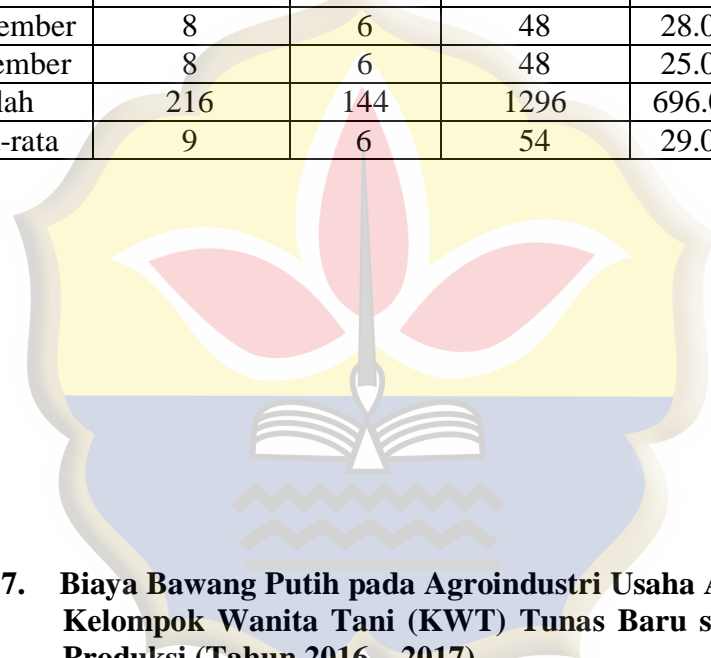 ember 8 6 48 28.0
ember 8 6 48 25.0
lah 216 144 1296 696.
-rata 9 6 54 29.0
7. Biaya Bawang Putih pada Agroindustri Usaha
Kelompok Wanita Tani (KWT) Tunas Baru s
Produksi (Tahun 2016 – 2017)